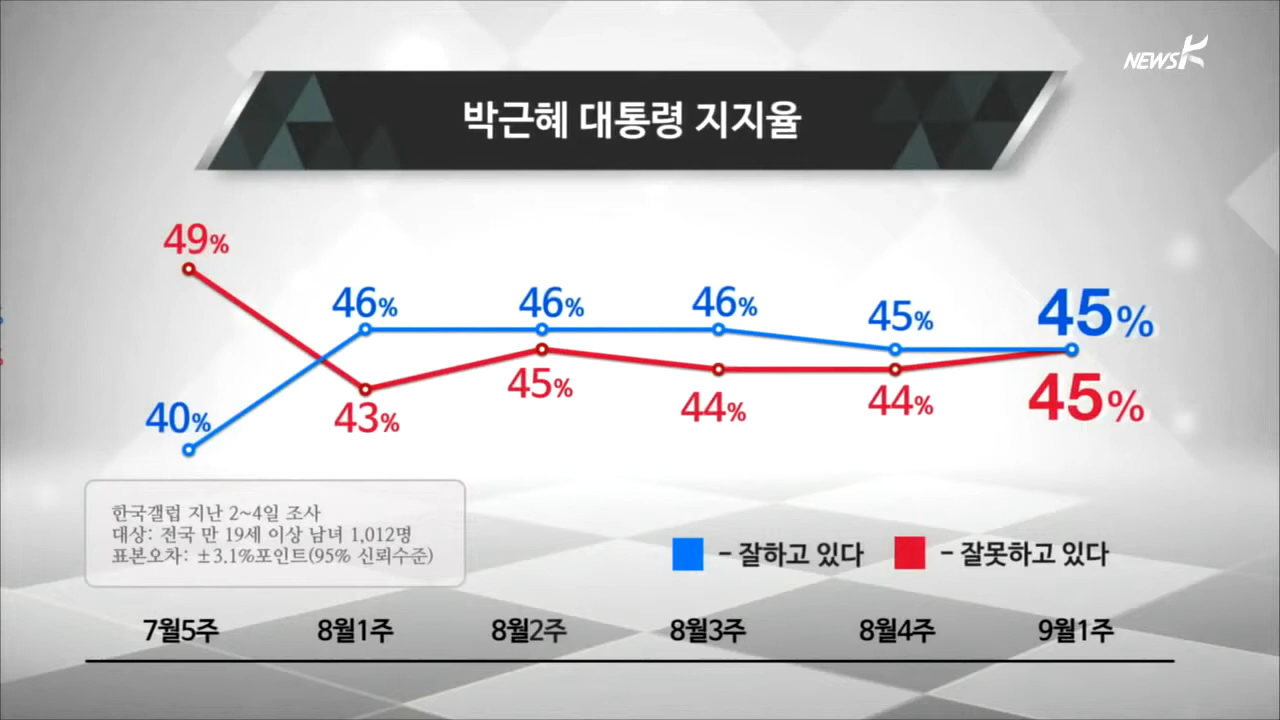 NEWS K
박근혜 대통령 지지율
49%
46%
46%
46%
45%
45%
40%
43%
45%
44%
44%
45%
한국갤럽 지난 2~4일 조사
대상: 전국 만 19세 이상 남녀 1,012명
표본오차: ±3.1%포인트(95% 신뢰수준)
- 잘하고 있다
- 잘못하고 있다
7월5주 8월1주 8월2주 8월3주 8월4주 9월1주